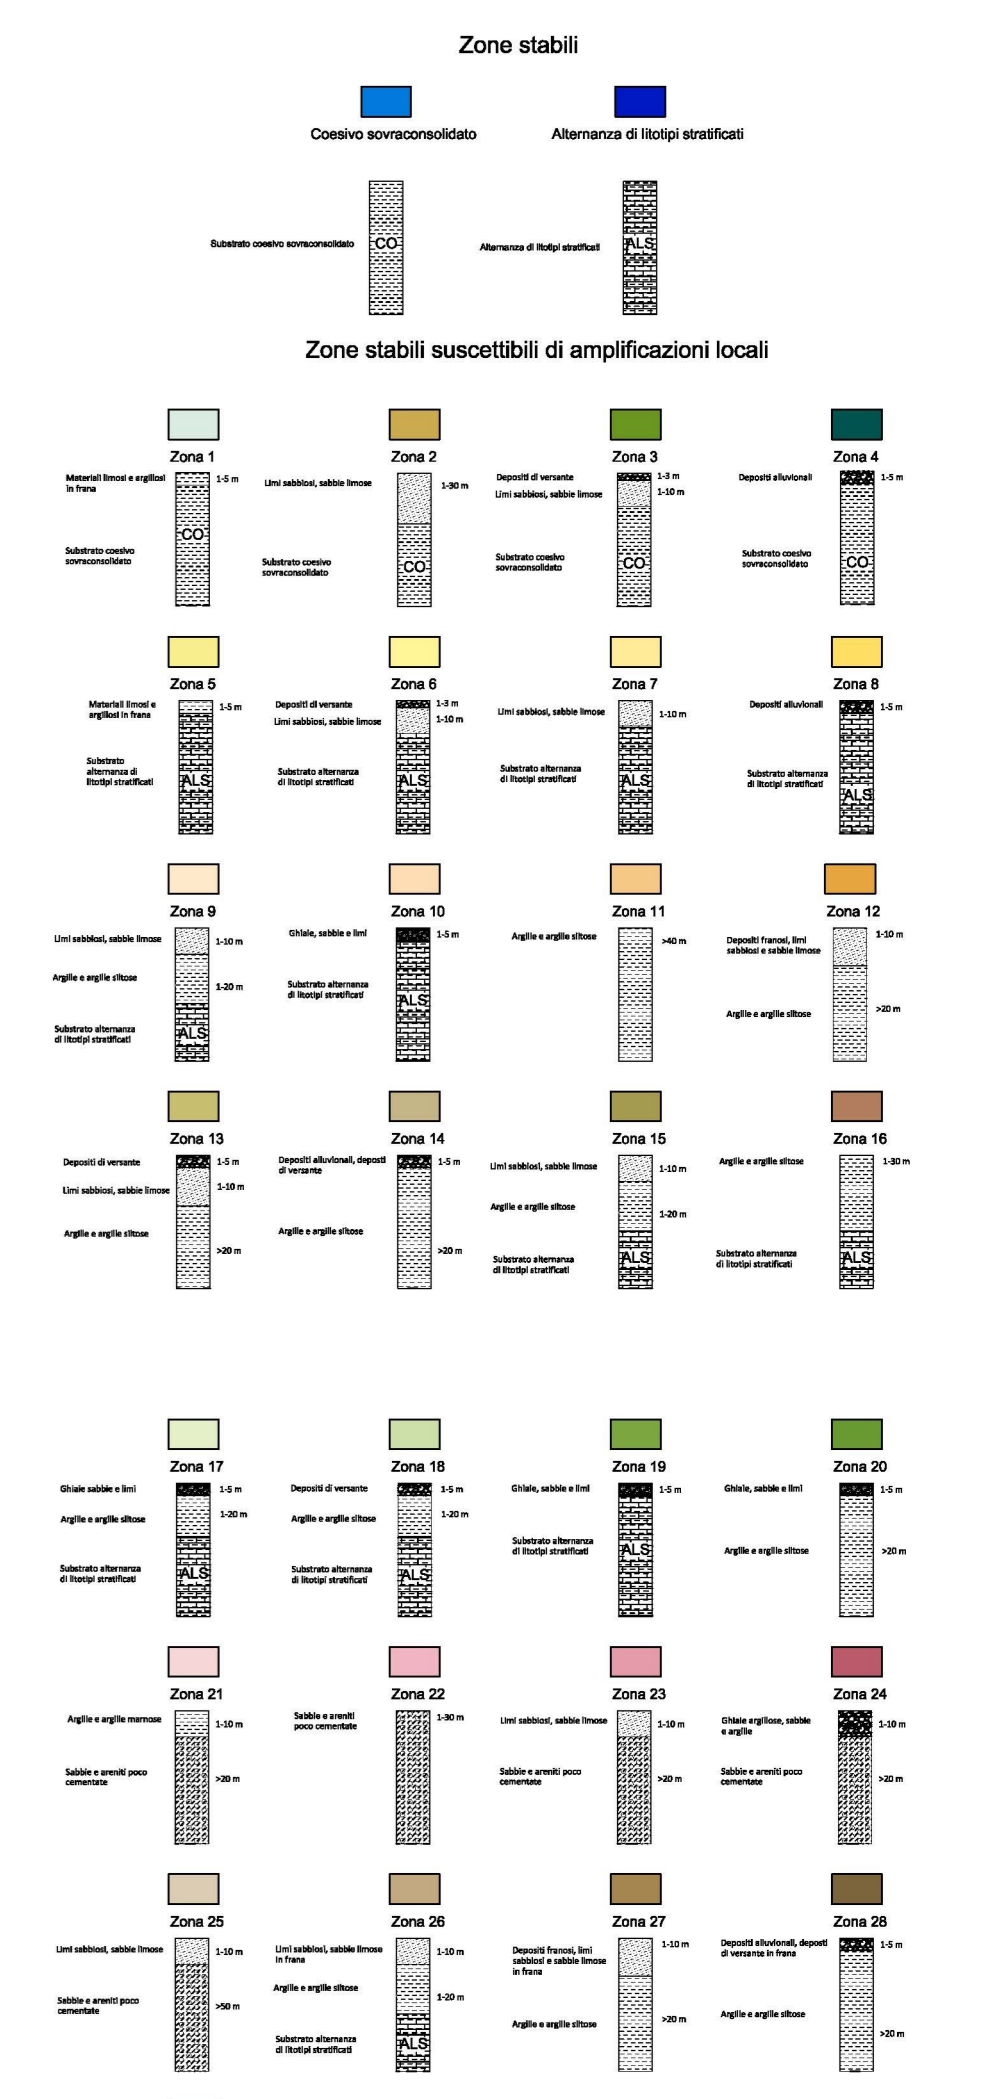 Zone stabili
Coesivo sovraconsolidato
Alternanza di litotipi stratificati
Substrato coesivo sovraconsolidato
CO
Alternanza di litotipi stratificati
ALS
Zone stabili suscettibili di amplificazioni locali
Zona 1
Materiali limosi e argillosi
in frana
1-5 m
CO
Substrato coesivo
sovraconsolidato
Zona 2
Limi sabbiosi, sabbie limose
1-30 m
Substrato coesivo
sovraconsolidato
CO
Zona 3
Depositi di versante
1-3 m
Limi sabbiosi, sabbie limose
1-10 m
Substrato coesivo
sovraconsolidato
CO
Zona 4
Depositi alluvionali
1-5 m
Substrato coesivo
sovraconsolidato
CO
Zona 5
Materiali limosi e
argillosi in frana
1-5 m
Substrato
alternanza di
litotipi stratificati
ALS
Zona 6
Depositi di versante
1-3 m
Limi sabbiosi, sabbie limose
1-10 m
Substrato alternanza
di litotipi stratificati
ALS
Zona 7
Limi sabbiosi, sabbie limose
1-10 m
Substrato alternanza
di litotipi stratificati
ALS
Zona 8
Depositi alluvionali
1-5 m
Substrato alternanza
di litotipi stratificati
ALS
Zona 9
Limi sabbiosi, sabbie limose
1-10 m
Argille e argille siltose
1-20 m
Substrato alternanza
di litotipi stratificati
ALS
Zona 10
Ghiaie, sabbie e limi
1-5 m
Substrato alternanza
di litotipi stratificati
ALS
Zona 11
Argille e argille siltose
>40 m
Zona 12
Depositi franosi, limi
sabbiosi e sabbie limose
1-10 m
Argille e argille siltose
>20 m
Zona 13
Depositi di versante
1-5 m
Limi sabbiosi, sabbie limose
1-10 m
Argille e argille siltose
>20 m
Zona 14
Depositi alluvionali, deposti
di versante
1-5 m
Argille e argille siltose
>20 m
Zona 15
Limi sabbiosi, sabbie limose
1-10 m
Argille e argille siltose
1-20 m
Substrato alternanza
di litotipi stratificati
ALS
Zona 16
Argille e argille siltose
1-30 m
Substrato alternanza
di litotipi stratificati
ALS
Zona 17
Ghiaie sabbie e limi
1-5 m
Argille e argille siltose
1-20 m
Substrato alternanza
di litotipi stratificati
ALS
Zona 18
Depositi di versante
1-5 m
Argille e argille siltose
1-20 m
Substrato alternanza
di litotipi stratificati
ALS
Zona 19
Ghiaie, sabbie e limi
1-5 m
Substrato alternanza
di litotipi stratificati
ALS
Zona 20
Ghiaie, sabbie e limi
1-5 m
Argille e argille siltose
>20 m
Zona 21
Argille e argille marnose
1-10 m
Sabbie e areniti poco
cementate
>20 m
Zona 22
Sabbie e areniti
poco cementate
1-30 m
Zona 23
Limi sabbiosi, sabbie limose
1-10 m
Sabbie e areniti poco
cementate
>20 m
Zona 24
Ghiaie argillose, sabbie
e argille
1-10 m
Sabbie e areniti poco
cementate
>20 m
Zona 25
Limi sabbiosi, sabbie limose
1-10 m
Sabbie e areniti poco
cementate
>50 m
Zona 26
Limi sabbiosi, sabbie limose
in frana
1-10 m
Argille e argille siltose
1-20 m
Substrato alternanza
di litotipi stratificati
ALS
Zona 27
Depositi franosi, limi
sabbiosi e sabbie limose
in frana
1-10 m
Argille e argille siltose
>20 m
Zona 28
Depositi alluvionali, deposti
di versante in frana
1-5 m
Argille e argille siltose
>20 m